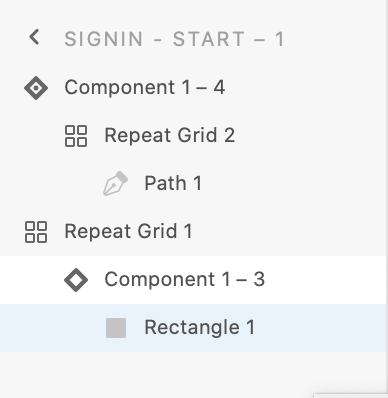 SIGNIN - START – 1
Component 1 – 4
Repeat Grid 2
Path 1
Repeat Grid 1
Component 1 – 3
Rectangle 1